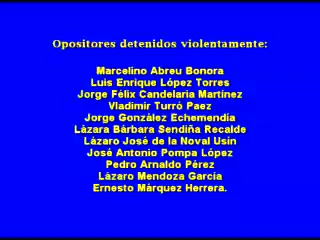 Opositores detenidos violentamente:
Marcelino Abreu Bonora
Luis Enrique López Torres
Jorge Félix Candelaria Martínez
Vladimir Turró Paez
Jorge González Echemendía
Làzara Bárbara Sendiña Recalde
Làzaro José de la Noval Usín
José Antonio Pompa López
Pedro Arnaldo Pérez
Lázaro Mendoza García
Ernesto Márquez Herrera.